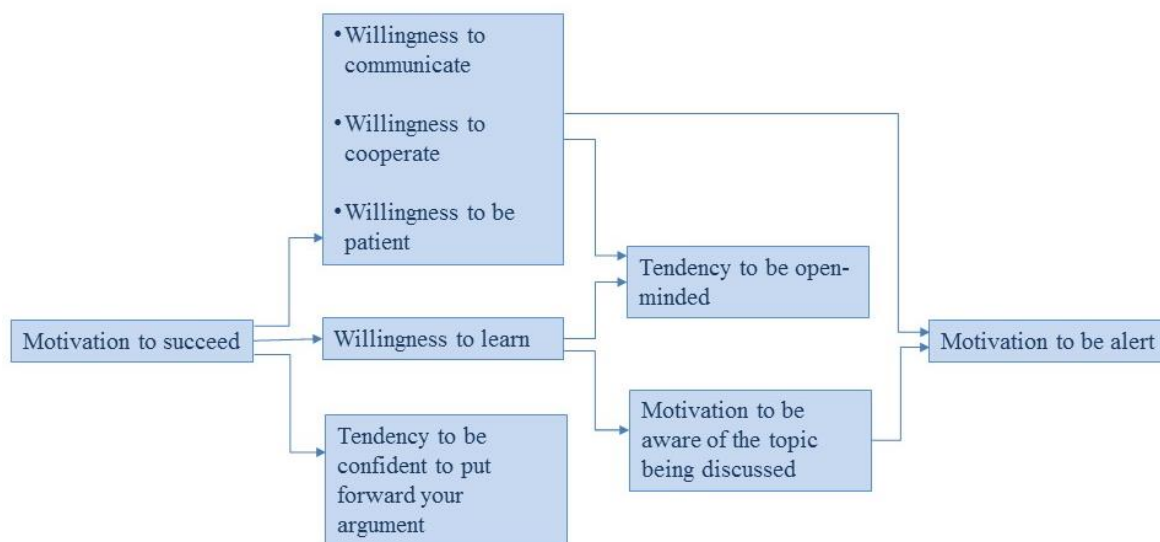 • Willingness to
communicate
• Willingness to
cooperate
• Willingness to be
patient
Motivation to succeed
Willingness to learn
Tendency to be
confident to put
forward your
argument
Tendency to be open-
minded
Motivation to be
aware of the topic
being discussed
Motivation to be alert